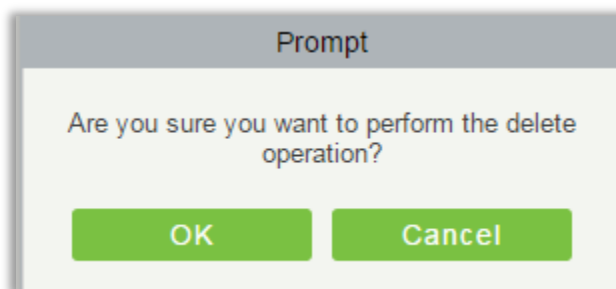 Prompt
Are you sure you want to perform the delete
operation?
OK
Cancel